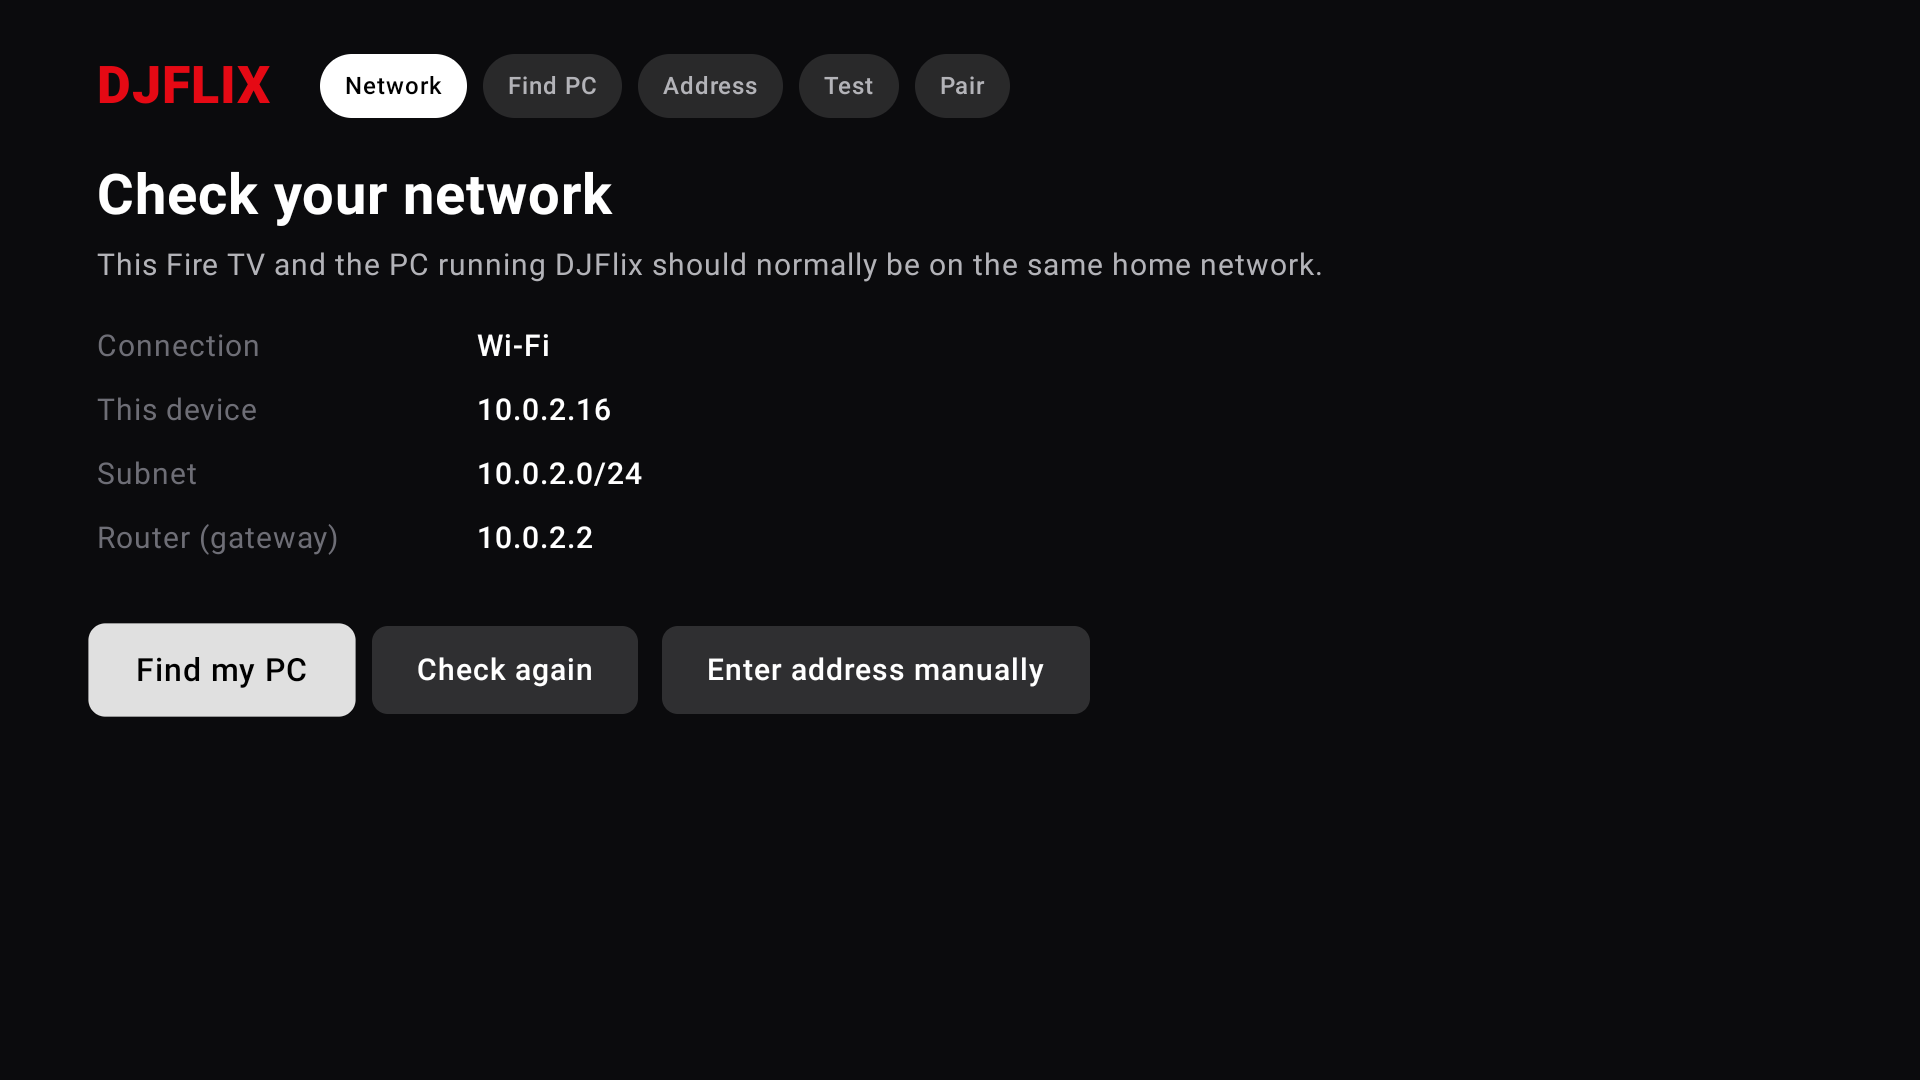 DJFLIX Network Find PC Address Test Pair
Check your network
This Fire TV and the PC running DJFlix should normally be on the same home network.
Connection Wi-Fi
This device 10.0.2.16
Subnet 10.0.2.0/24
Router (gateway) 10.0.2.2
Find my PC Check again Enter address manually